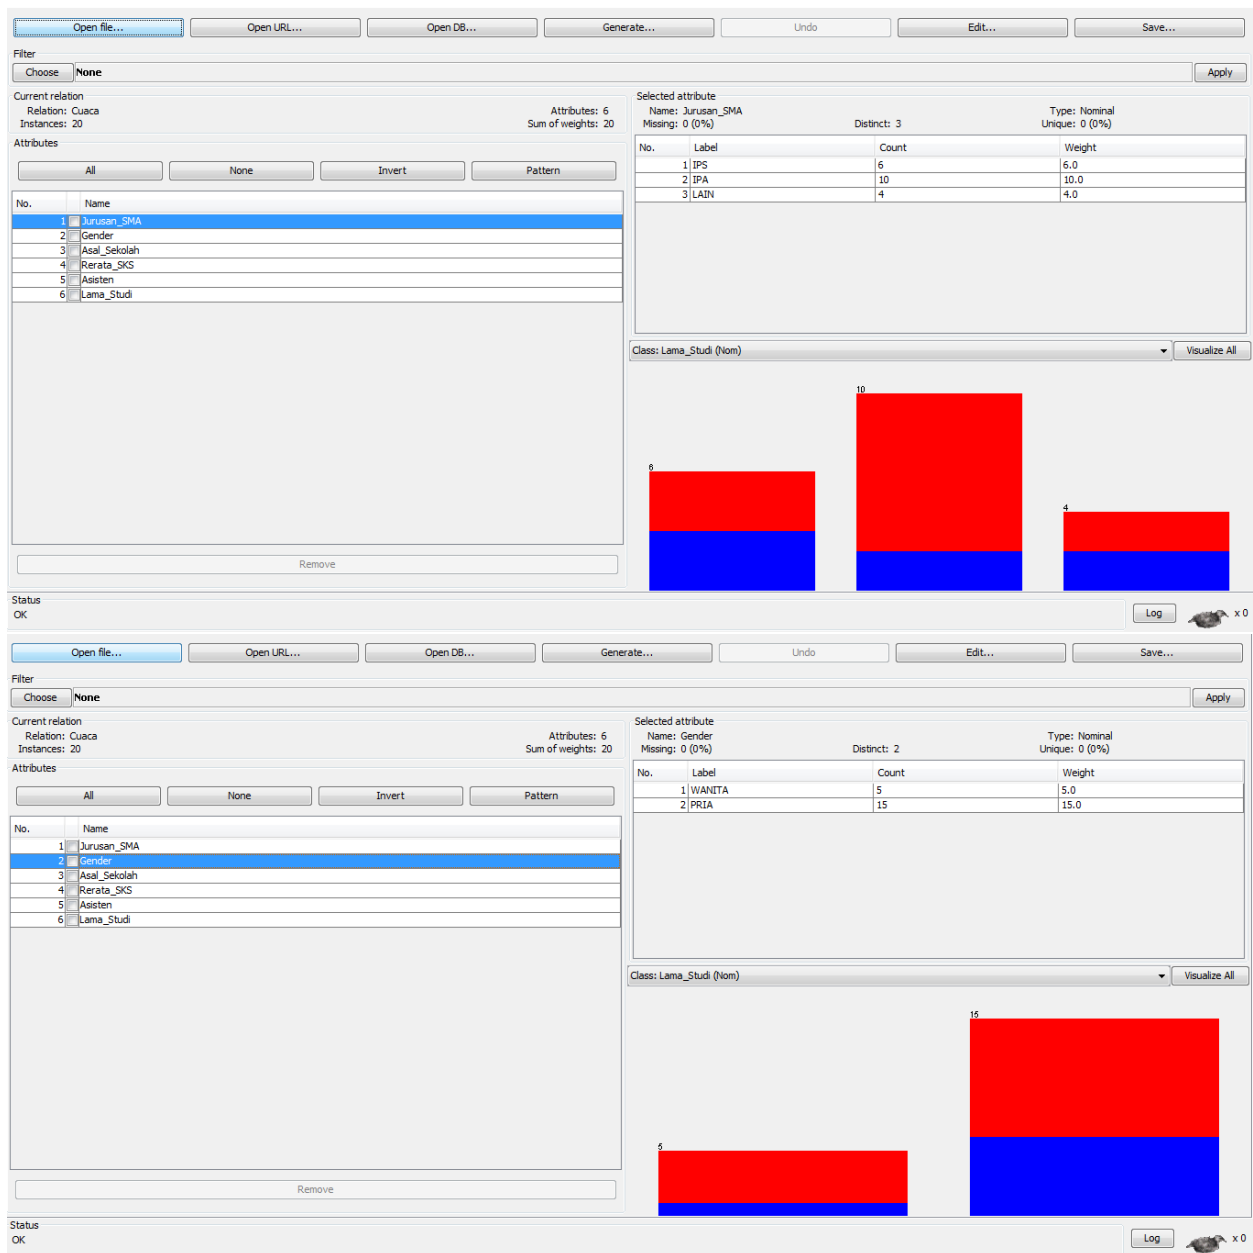 Open file... Open URL... Open DB... Generate... Undo Edit... Save...
Filter
Choose None Apply
Current relation
Relation: Cuaca Attributes: 6
Instances: 20 Sum of weights: 20
Attributes
All None Invert Pattern
No. Name
1 Jurusan_SMA
2 Gender
3 Asal_Sekolah
4 Rerata_SKS
5 Asisten
6 Lama_Studi
Remove
Selected attribute
Name: Jurusan_SMA Type: Nominal
Missing: 0 (0%) Distinct: 3 Unique: 0 (0%)
No. Label Count Weight
1 IPS 6 6.0
2 IPA 10 10.0
3 LAIN 4 4.0
Class: Lama_Studi (Nom) Visualize All
6 10 4
Status
OK Log x 0
Open file... Open URL... Open DB... Generate... Undo Edit... Save...
Filter
Choose None Apply
Current relation
Relation: Cuaca Attributes: 6
Instances: 20 Sum of weights: 20
Attributes
All None Invert Pattern
No. Name
1 Jurusan_SMA
2 Gender
3 Asal_Sekolah
4 Rerata_SKS
5 Asisten
6 Lama_Studi
Remove
Selected attribute
Name: Gender Type: Nominal
Missing: 0 (0%) Distinct: 2 Unique: 0 (0%)
No. Label Count Weight
1 WANITA 5 5.0
2 PRIA 15 15.0
Class: Lama_Studi (Nom) Visualize All
5 15
Status
OK Log x 0